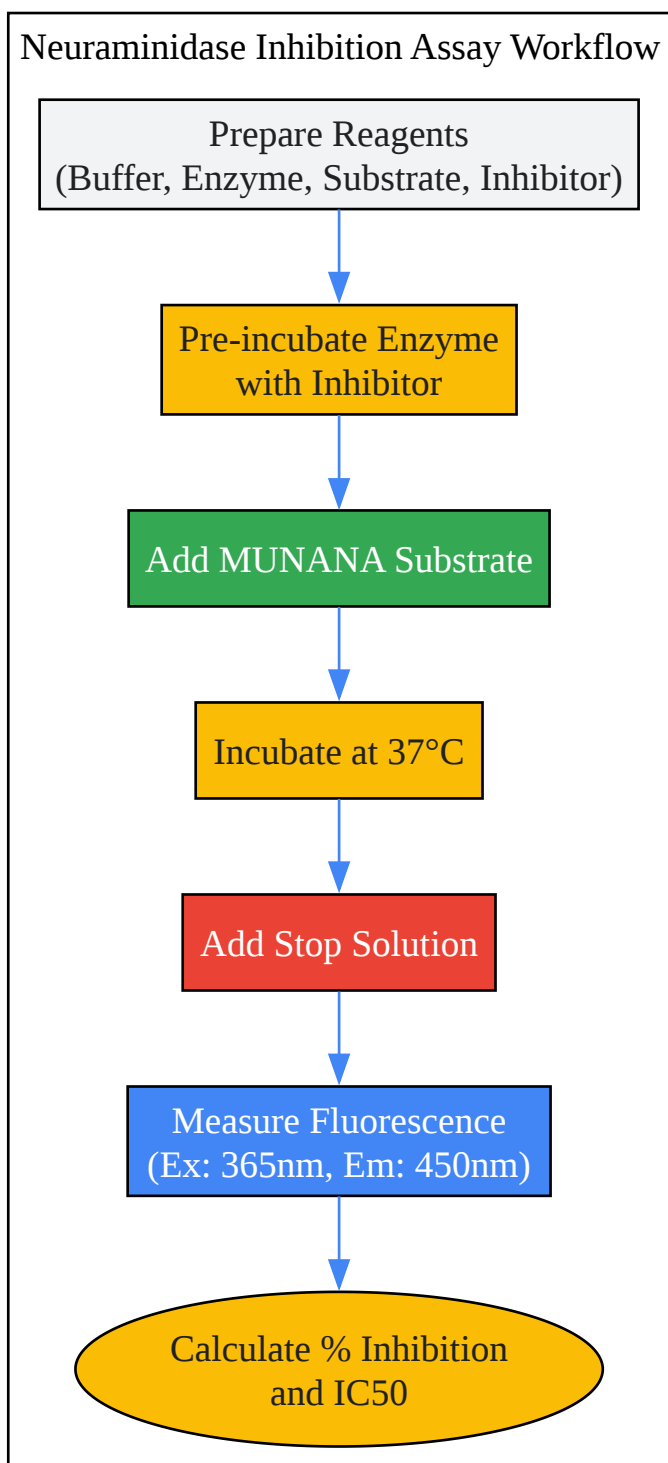 Neuraminidase Inhibition Assay Workflow
Prepare Reagents
(Buffer, Enzyme, Substrate, Inhibitor)
Pre-incubate Enzyme
with Inhibitor
Add MUNANA Substrate
Incubate at 37°C
Add Stop Solution
Measure Fluorescence
(Ex: 365nm, Em: 450nm)
Calculate % Inhibition
and IC50